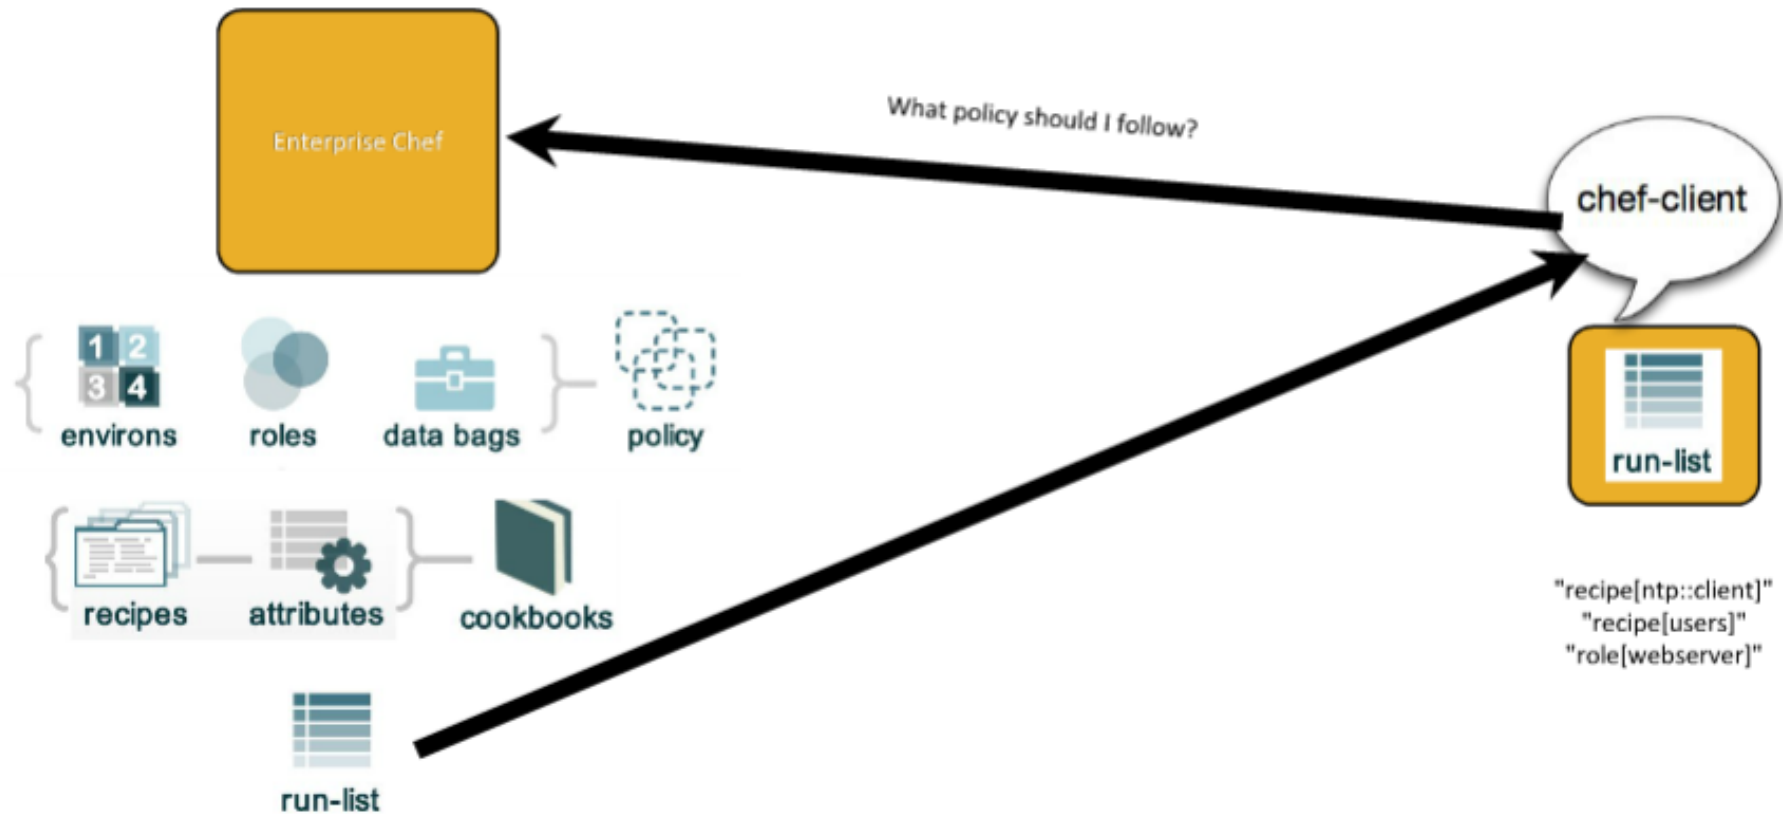 Enterprise Chef
What policy should I follow?
chef-client
1 2
3 4
environs
roles
data bags
policy
run-list
recipes
attributes
cookbooks
"recipe[ntp::client]"
"recipe[users]"
"role[webserver]"
run-list